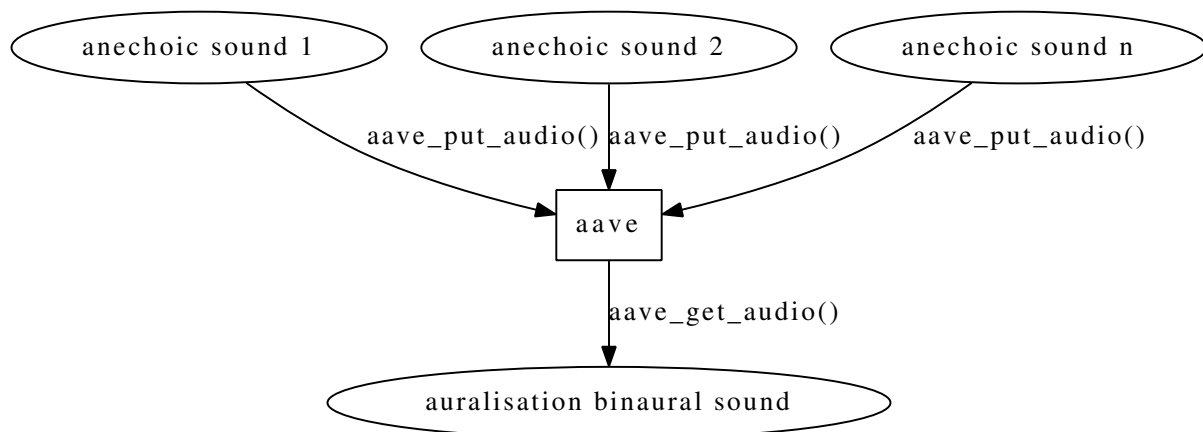 anechoic sound 1
anechoic sound 2
anechoic sound n
aave_put_audio()
aave_put_audio()
aave_put_audio()
aave
aave_get_audio()
auralisation binaural sound